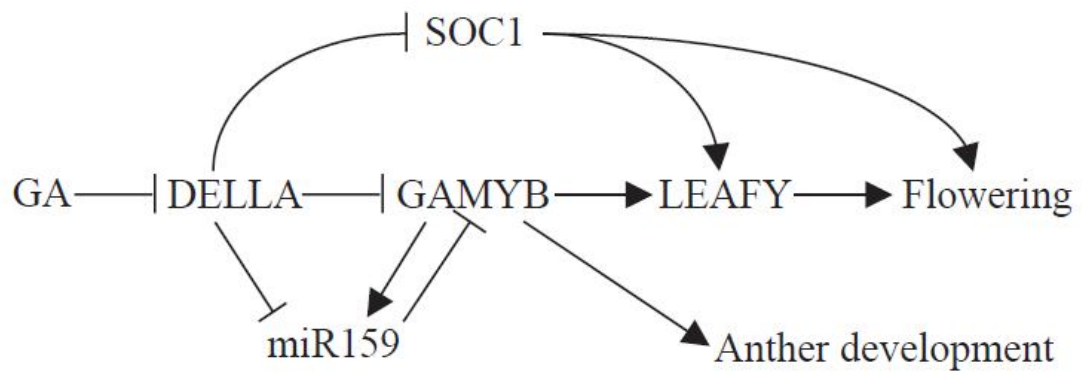 SOC1
GA DELLA GAMYB LEAFY Flowering
miR159
Anther development